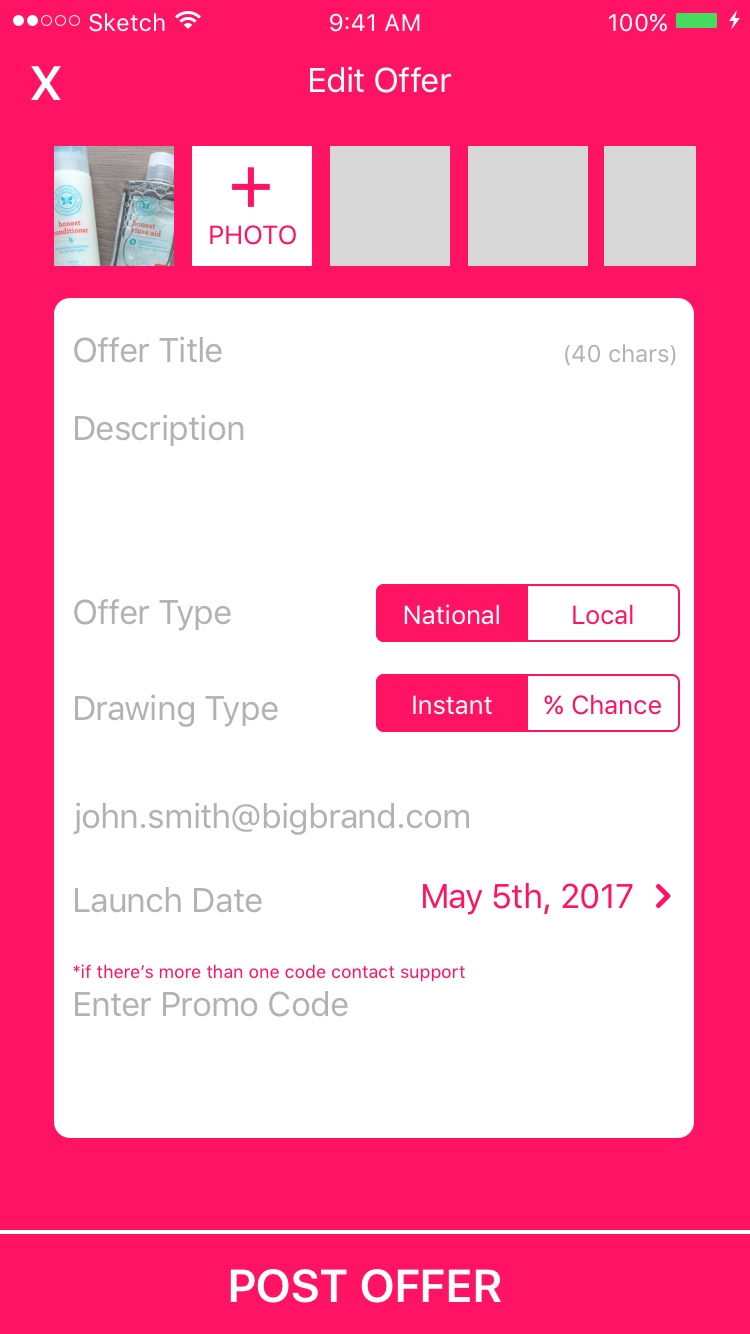 Sketch 9:41 AM 100%
X Edit Offer
honest
conditioner
honest
rinse aid
PHOTO
Offer Title (40 chars)
Description
Offer Type National Local
Drawing Type Instant % Chance
john.smith@bigbrand.com
Launch Date May 5th, 2017
*if there's more than one code contact support
Enter Promo Code
POST OFFER